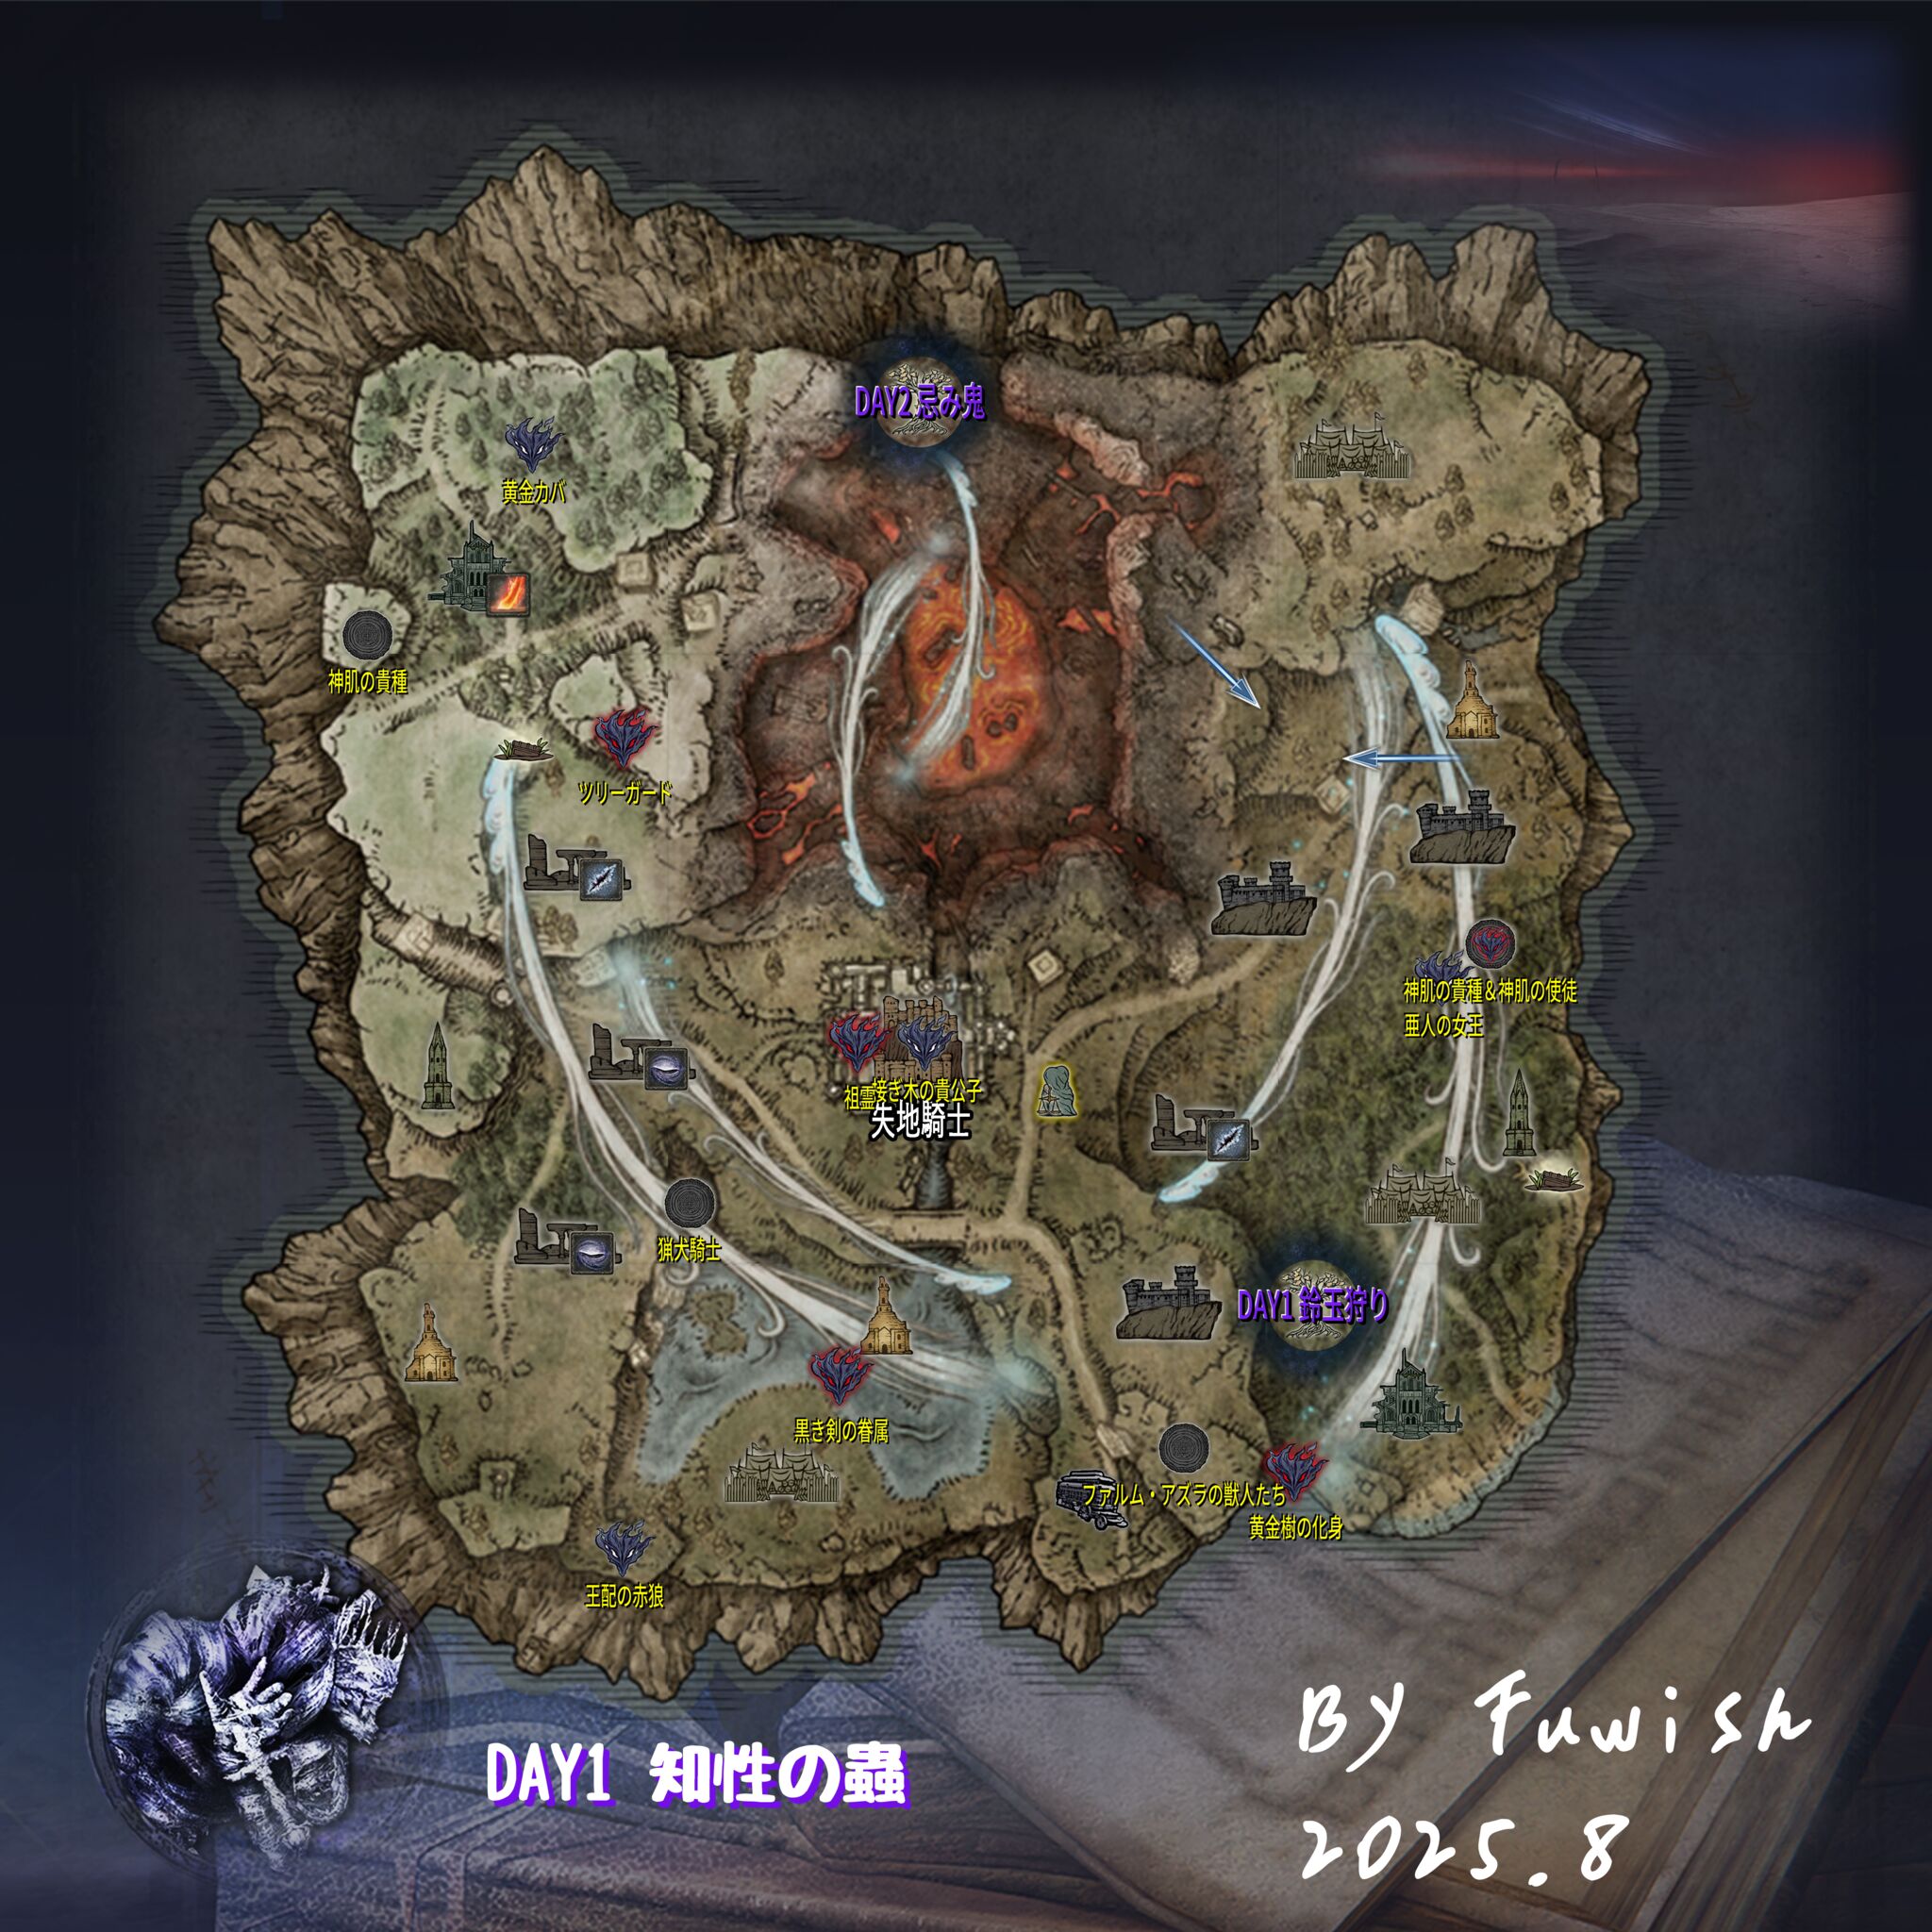 DAY2 忌み鬼
黄金カバ
神肌の貴種
ツリーガード
神肌の貴種&神肌の使徒
亜人の女王
祖霊
接ぎ木の貴公子
失地騎士
猟犬騎士
DAY1 鈴玉狩り
黒き剣の眷属
ファルム・アズラの獣人たち
黄金樹の化身
王配の赤狼
BY Fuwish
DAY1 知性の蟲
2025.8